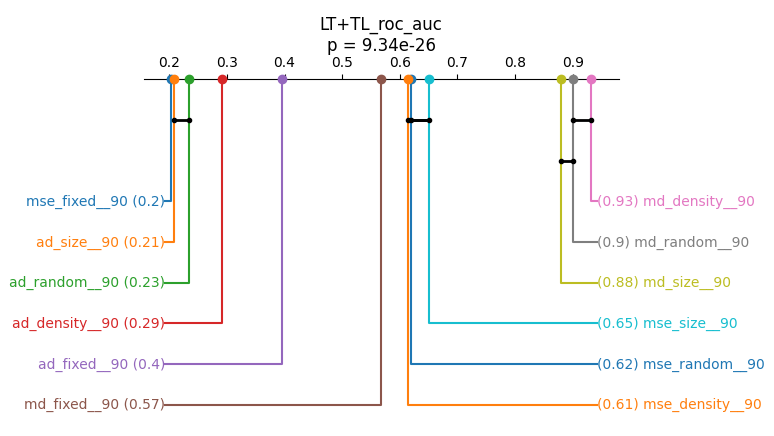 LT+TL_roc_auc
p = 9.34e-26
0.2 0.3 0.4 0.5 0.6 0.7 0.8 0.9
mse_fixed__90 (0.2)
(0.93) md_density__90
ad_size__90 (0.21)
(0.9) md_random__90
ad_random__90 (0.23)
(0.88) md_size__90
ad_density__90 (0.29)
(0.65) mse_size__90
ad_fixed__90 (0.4)
(0.62) mse_random__90
md_fixed__90 (0.57)
(0.61) mse_density__90